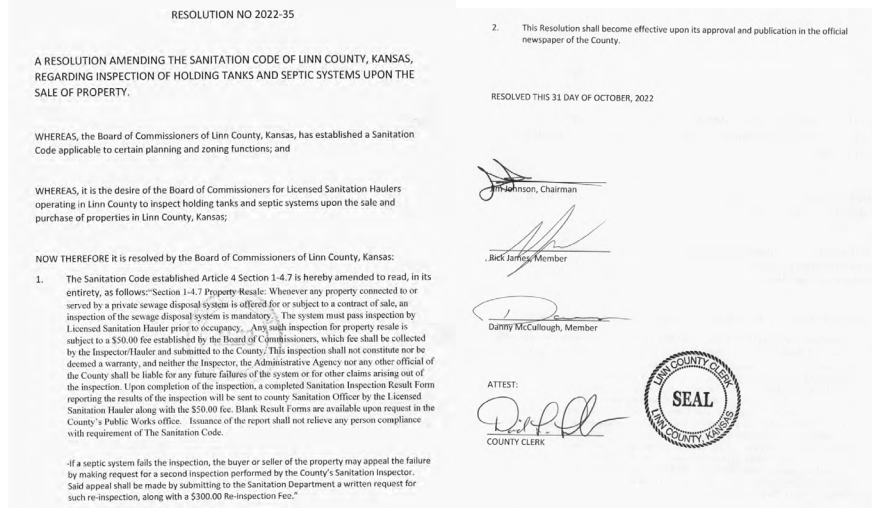 RESOLUTION NO 2022-35
A RESOLUTION AMENDING THE SANITATION CODE OF LINN COUNTY, KANSAS,
REGARDING INSPECTION OF HOLDING TANKS AND SEPTIC SYSTEMS UPON THE
SALE OF PROPERTY.
WHEREAS, the Board of Commissioners of Linn County, Kansas, has established a Sanitation
Code applicable to certain planning and zoning functions; and
WHEREAS, it is the desire of the Board of Commissioners for Licensed Sanitation Haulers
operating in Linn County to inspect holding tanks and septic systems upon the sale and
purchase of properties in Linn County, Kansas;
NOW THEREFORE it is resolved by the Board of Commissioners of Linn County, Kansas:
1. The Sanitation Code established Article 4 Section 1-4.7 is hereby amended to read, in its
entirety, as follows:"Section 1-4.7 Property Resale: Whenever any property connected to or
served by a private sewage disposal system is offered for or subject to a contract of sale, an
inspection of the sewage disposal system is mandatory. The system must pass inspection by
Licensed Sanitation Hauler prior to occupancy. Any such inspection for property resale is
subject to a $50.00 fee established by the Board of Commissioners, which fee shall be collected
by the Inspector/Hauler and submitted to the County. This inspection shall not constitute nor be
deemed a warranty, and neither the Inspector, the Administrative Agency nor any other official of
the County shall be liable for any future failures of the system or for other claims arising out of
the inspection. Upon completion of the inspection, a completed Sanitation Inspection Result Form
reporting the results of the inspection will be sent to county Sanitation Officer by the Licensed
Sanitation Hauler along with the $50.00 fee. Blank Result Forms are available upon request in the
County's Public Works office. Issuance of the report shall not relieve any person compliance
with requirement of The Sanitation Code.
-If a septic system fails the inspection, the buyer or seller of the property may appeal the failure
by making request for a second inspection performed by the County's Sanitation Inspector.
Said appeal shall be made by submitting to the Sanitation Department a written request for
such re-inspection, along with a $300.00 Re-inspection Fee."
2. This Resolution shall become effective upon its approval and publication in the official
newspaper of the County.
RESOLVED THIS 31 DAY OF OCTOBER, 2022
Jim Johnson, Chairman
Rick James, Member
Danny McCullough, Member
ATTEST:
COUNTY CLERK
LINN COUNTY CLERK
SEAL
LINN COUNTY, KANSAS